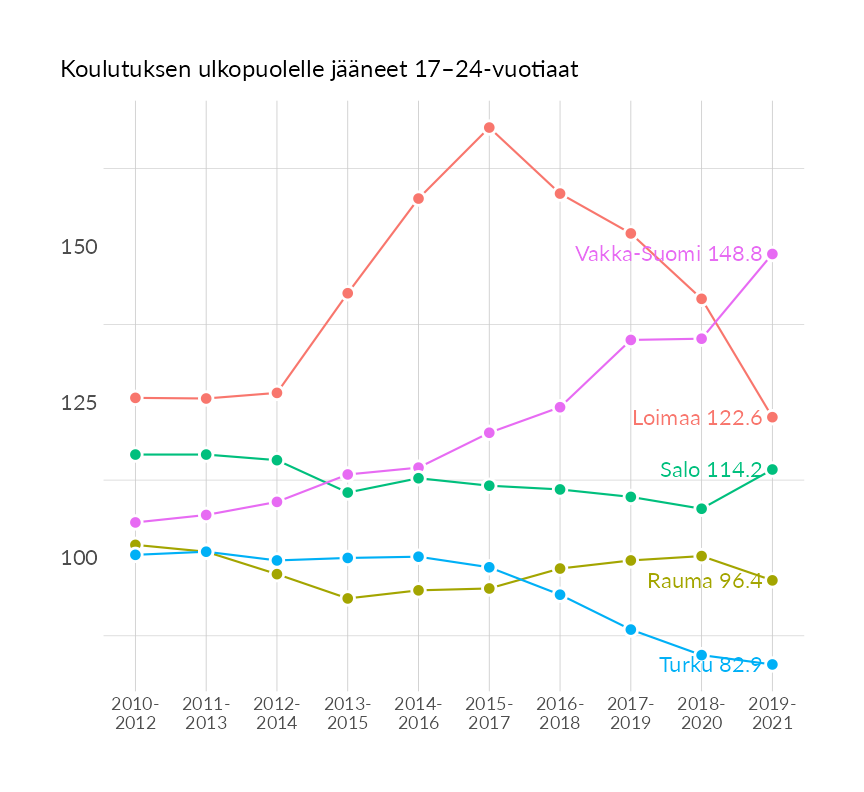 Koulutuksen ulkopuolelle jääneet 17–24-vuotiaat
150
125
100
Vakka-Suomi 148.8
Loimaa 122.6
Salo 114.2
Rauma 96.4
Turku 82.9
2010- 2011- 2012- 2013- 2014- 2015- 2016- 2017- 2018- 2019-
2012 2013 2014 2015 2016 2017 2018 2019 2020 2021